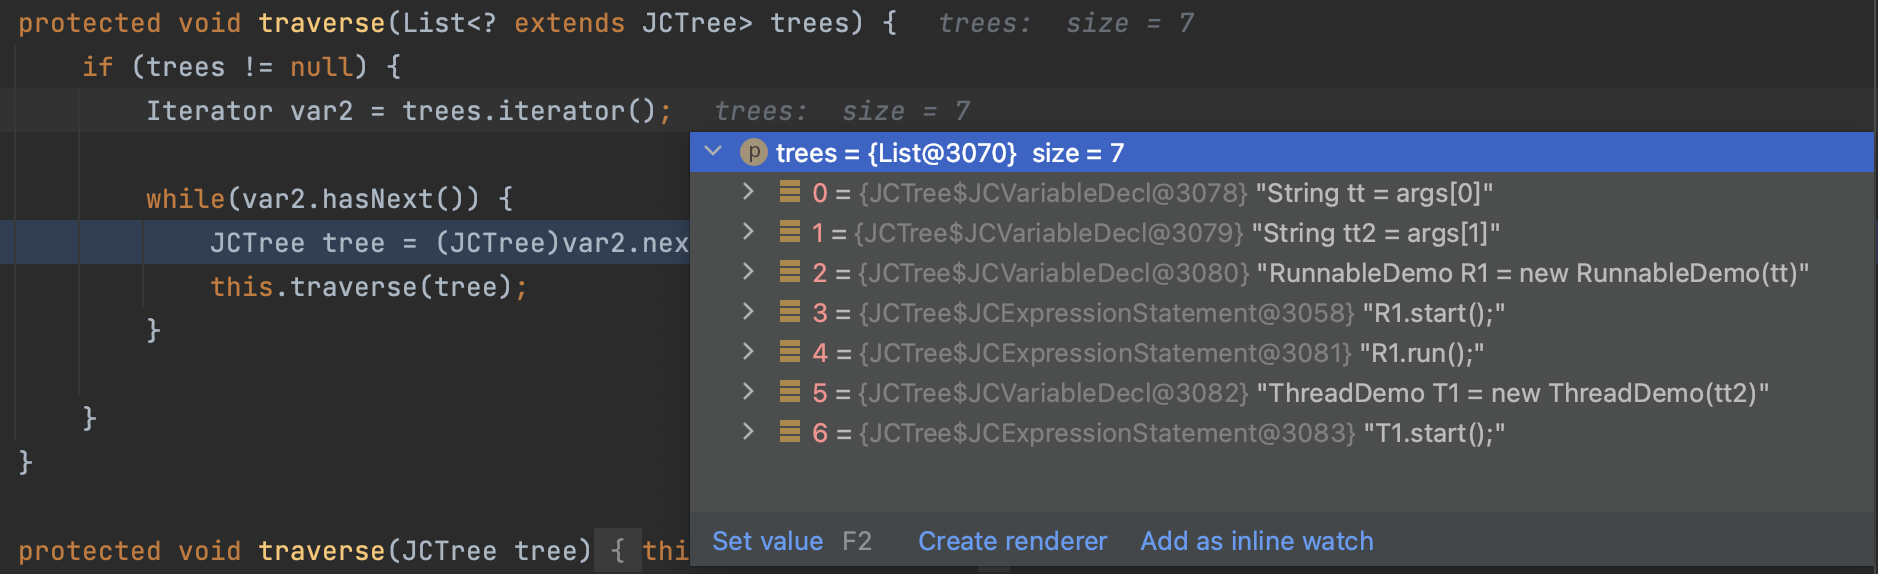 protected void traverse(List<? extends JCTree> trees) { trees: size = 7
if (trees != null) {
Iterator var2 = trees.iterator(); trees: size = 7
p trees = {List@3070} size = 7
0 = {JCTree$JCVariableDecl@3078} "String tt = args[0]"
while(var2.hasNext()) {
1 = {JCTree$JCVariableDecl@3079} "String tt2 = args[1]"
JCTree tree = (JCTree)var2.nex
2 = {JCTree$JCVariableDecl@3080} "RunnableDemo R1 = new RunnableDemo(tt)"
this.traverse(tree);
3 = {JCTree$JCExpressionStatement@3058} "R1.start();"
}
4 = {JCTree$JCExpressionStatement@3081} "R1.run();"
5 = {JCTree$JCVariableDecl@3082} "ThreadDemo T1 = new ThreadDemo(tt2)"
}
6 = {JCTree$JCExpressionStatement@3083} "T1.start();"
}
Set value F2 Create renderer Add as inline watch
protected void traverse(JCTree tree) { thi